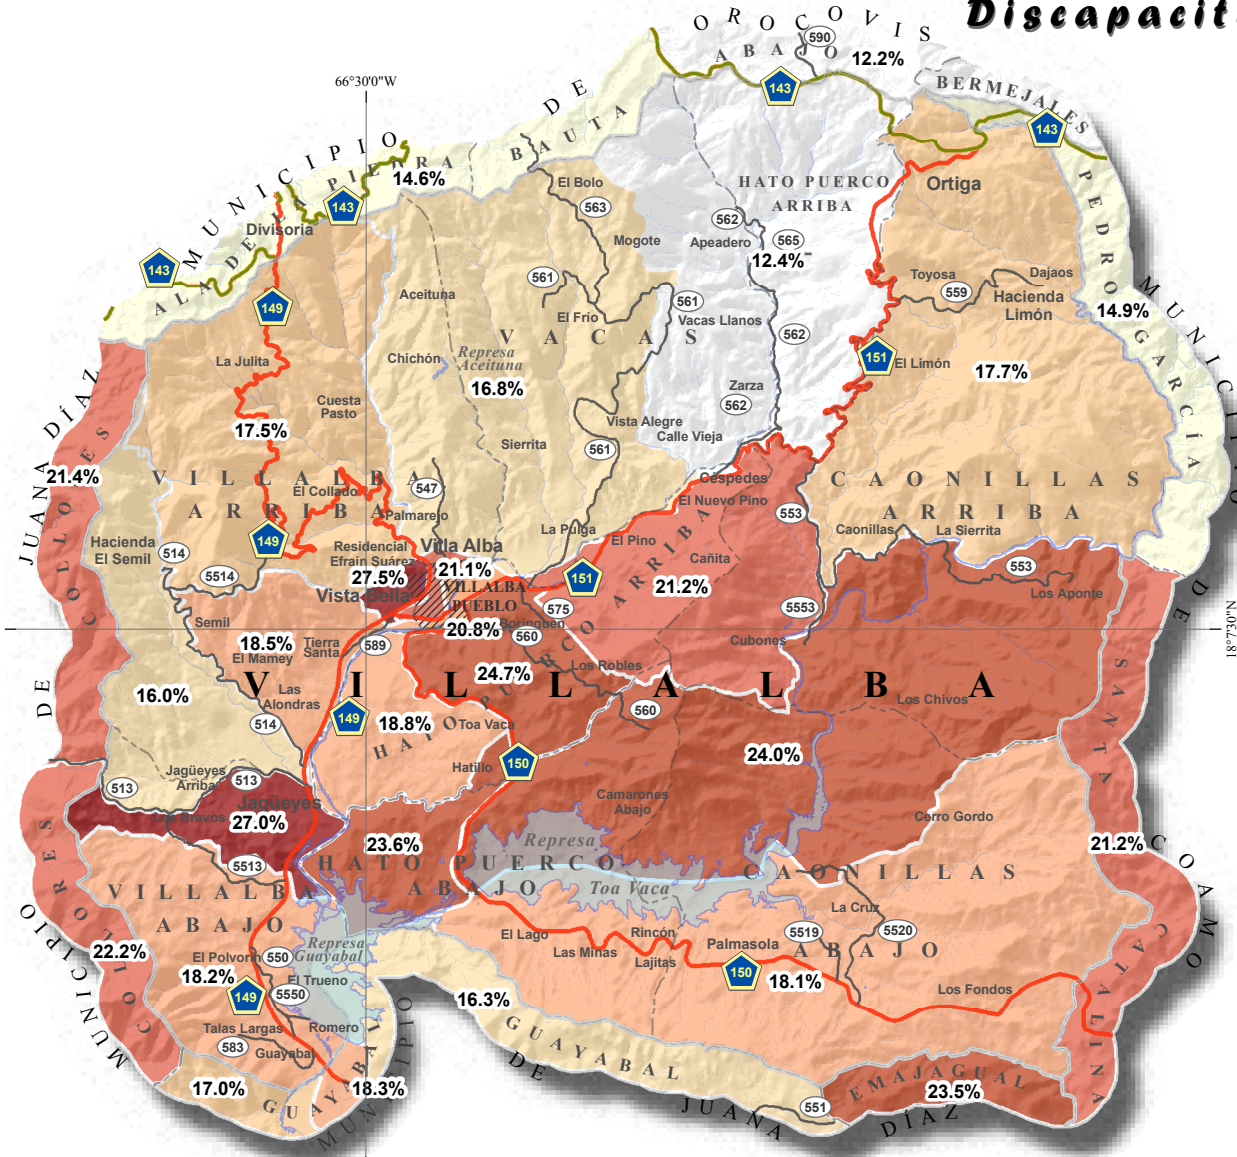 Discapacit
OROCOVIS
ABAJO
590
12.2%
66°30'0"W
143
BERMEJALES
143
MUNICIPIO DE
ALA DE LA PIEDRA
BAUTA
14.6%
143
143
Divisoria
El Bolo
563
HATO PUERCO
ARRIBA
Ortiga
PEDRO GARCÍA
562
Mogote
Apeadero
565
12.4%
Toyosa
Dajaos
559
Hacienda
Limón
MUNICIPIO DE
14.9%
149
561
561
Aceituna
El Frío
Vacas Llanos
VACAS
562
151
El Limón
17.7%
La Julita
Chichón
Represa
Aceituna
16.8%
Zarza
562
Cuesta
Pasto
17.5%
Vista Alegre
Calle Vieja
Sierrita
561
JUANA DÍAZ
COLLORES
21.4%
VILLALBA
ARRIBA
El Collado
547
Palmarejo
Céspedes
El Nuevo Pino
CAONILLAS
ARRIBA
553
Caonillas
La Sierrita
La Pulga
El Pino
ARRIBA
Hacienda
El Semil
149
514
5514
Residencial
Efraín Suárez
27.5%
Vista Bella
Villa Alba
21.1%
VILLALBA
PUEBLO
151
Cañita
21.2%
553
Los Aponte
5553
575
18°7'30"N
Semil
20.8%
Borinquen
560
Cubones
18.5%
El Mamey
Tierra
Santa
589
HATO PUERCO
24.7%
Los Robles
VILLALBA
16.0%
Las
Alondras
514
149
18.8%
Toa Vaca
560
Los Chivos
SANTA CATALINA
DE
Jagüeyes
Arriba
513
513
Hatillo
150
24.0%
Camarones
Abajo
Jagüeyes
Los Bravos
27.0%
Cerro Gordo
23.6%
Represa
Toa Vaca
21.2%
5513
HATO PUERCO
ABAJO
CAONILLAS
ABAJO
COAMO
COLLORES
VILLALBA
ABAJO
La Cruz
El Lago
Rincón
5519
5520
MUNICIPIO
22.2%
El Polvorín
550
Represa
Guayabal
Las Minas
Lajitas
Palmasola
150
18.1%
18.2%
149
El Trueno
5550
16.3%
Los Fondos
Talas Largas
Romero
583
Guayabal
GUAYABAL
17.0%
GUAYABAL
18.3%
MUNICIPIO
DE
JUANA
DÍAZ
551
EMAJAGUAL
23.5%